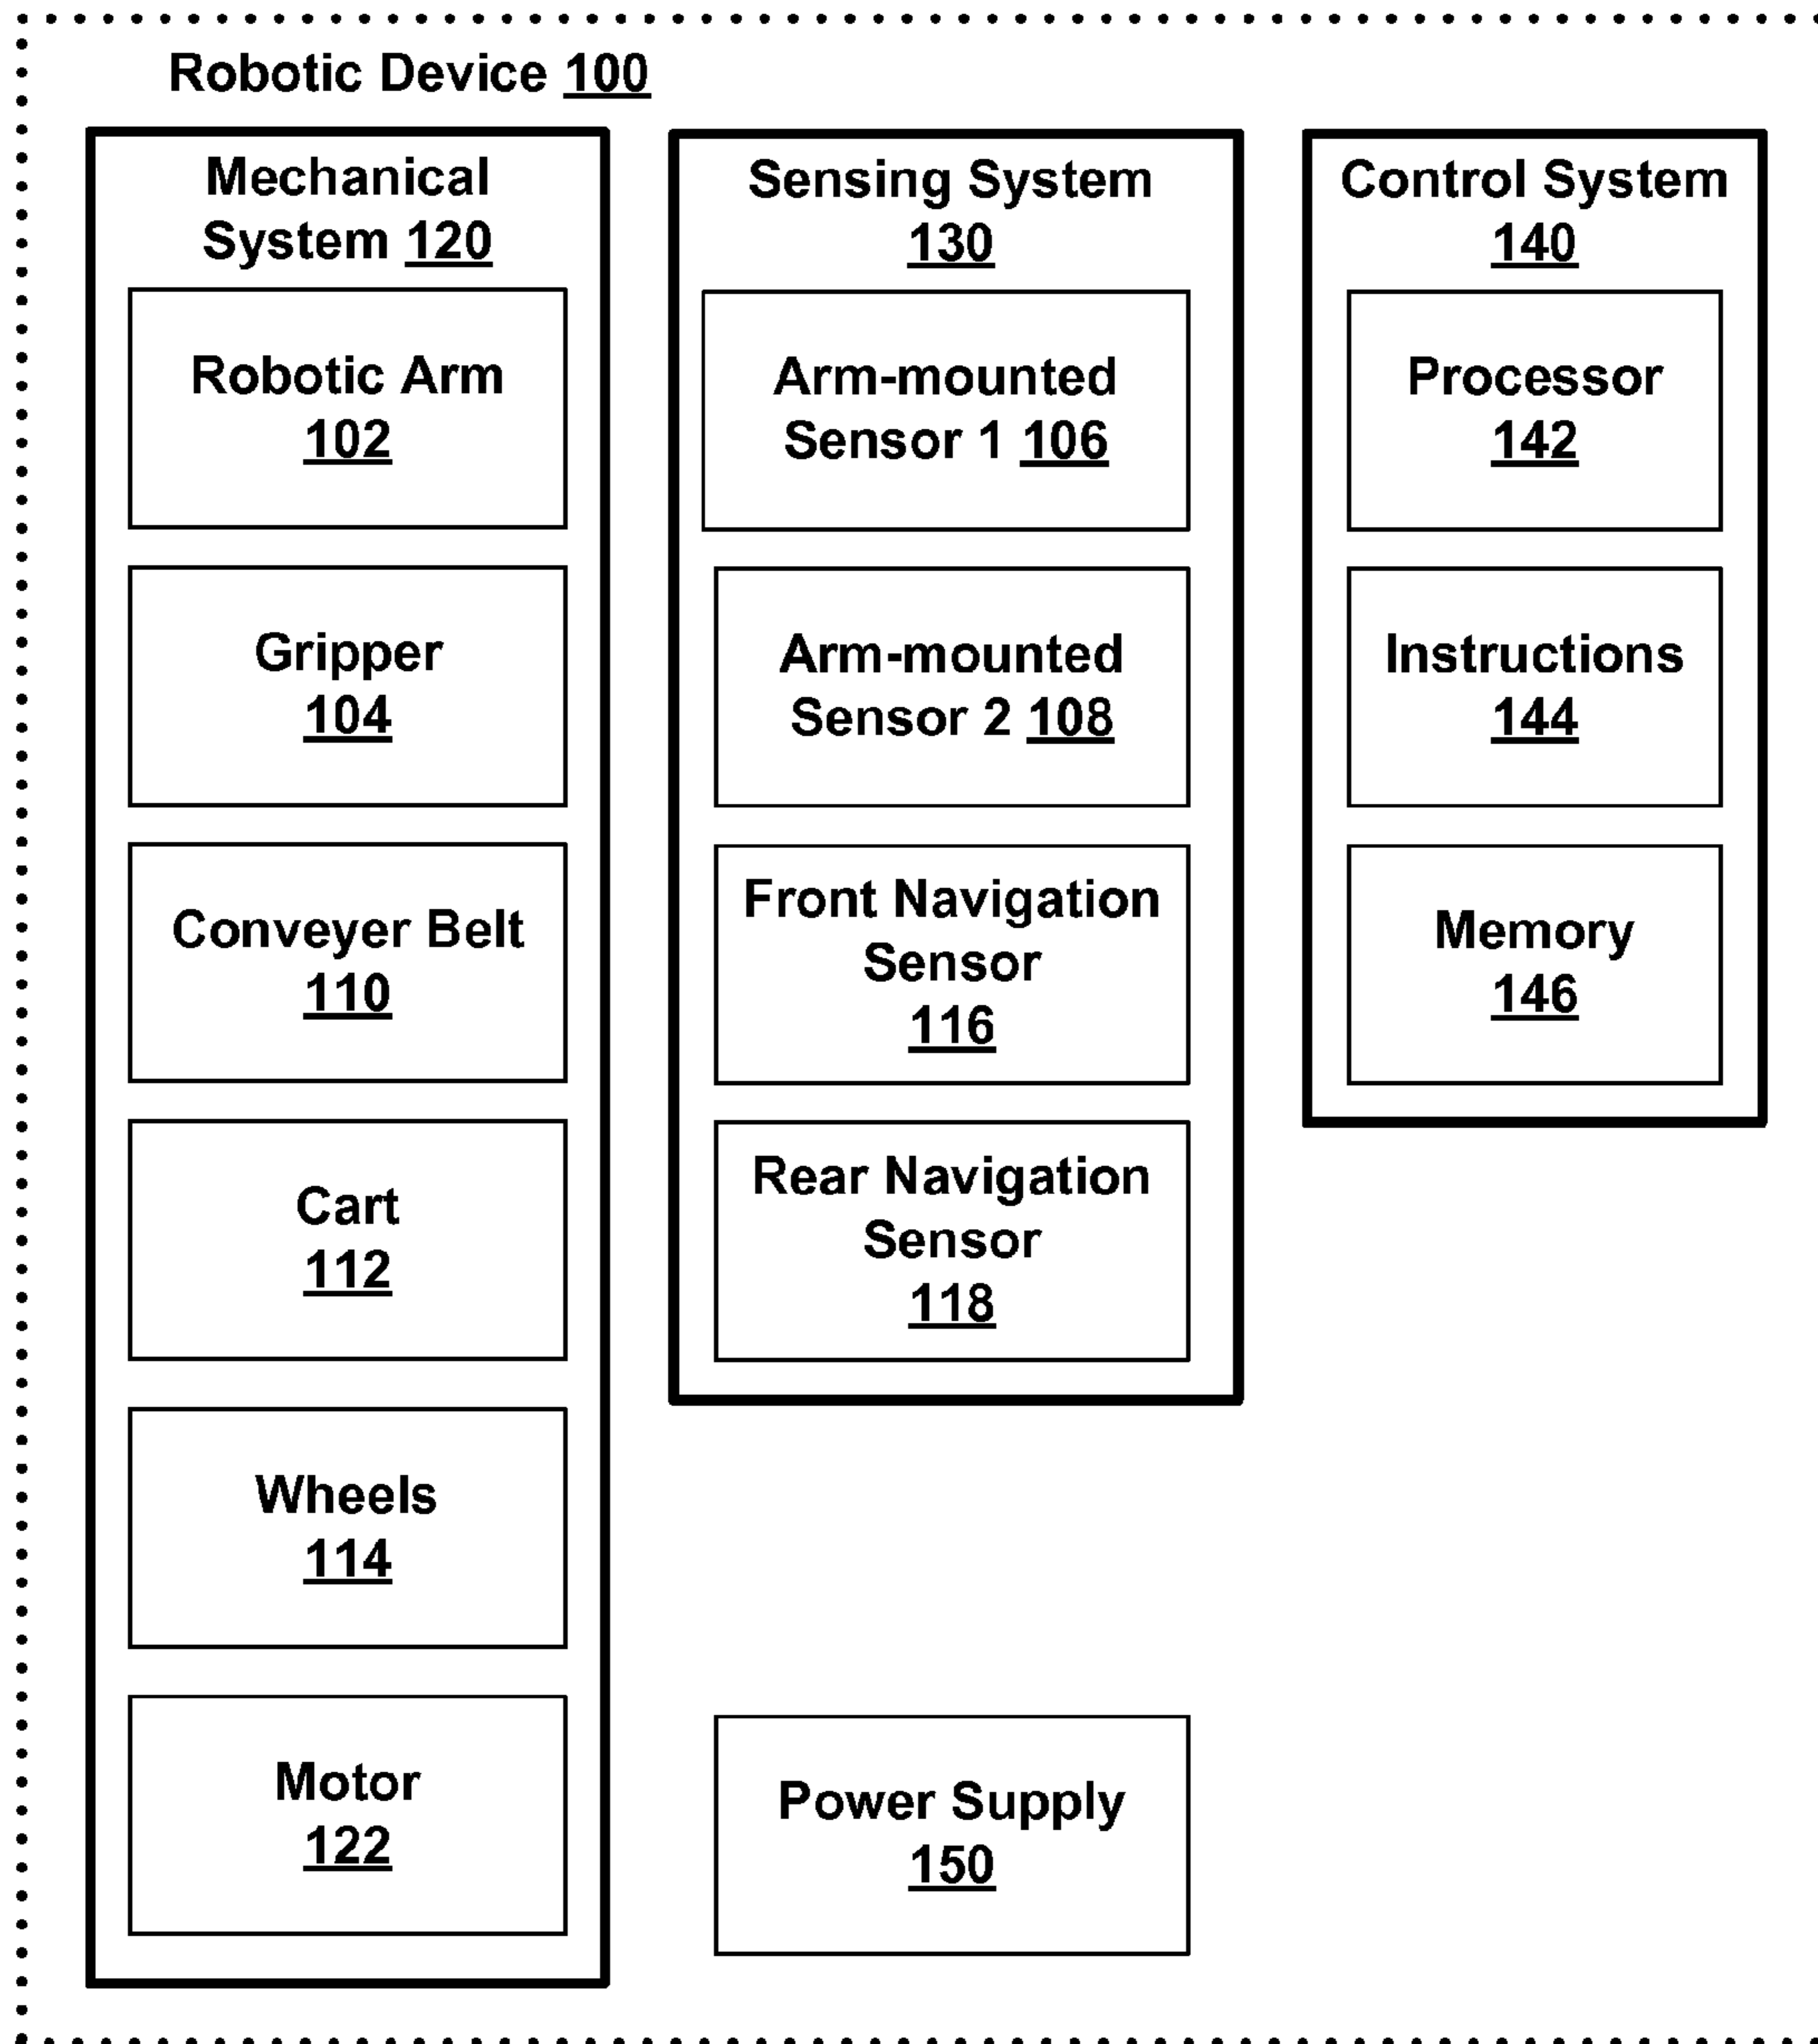 Robotic Device 100
Mechanical
System 120
Robotic Arm
102
Gripper
104
Conveyer Belt
110
Cart
112
Wheels
114
Motor
122
Sensing System
130
Arm-mounted
Sensor 1 106
Arm-mounted
Sensor 2 108
Front Navigation
Sensor
116
Rear Navigation
Sensor
118
Power Supply
150
Control System
140
Processor
142
Instructions
144
Memory
146